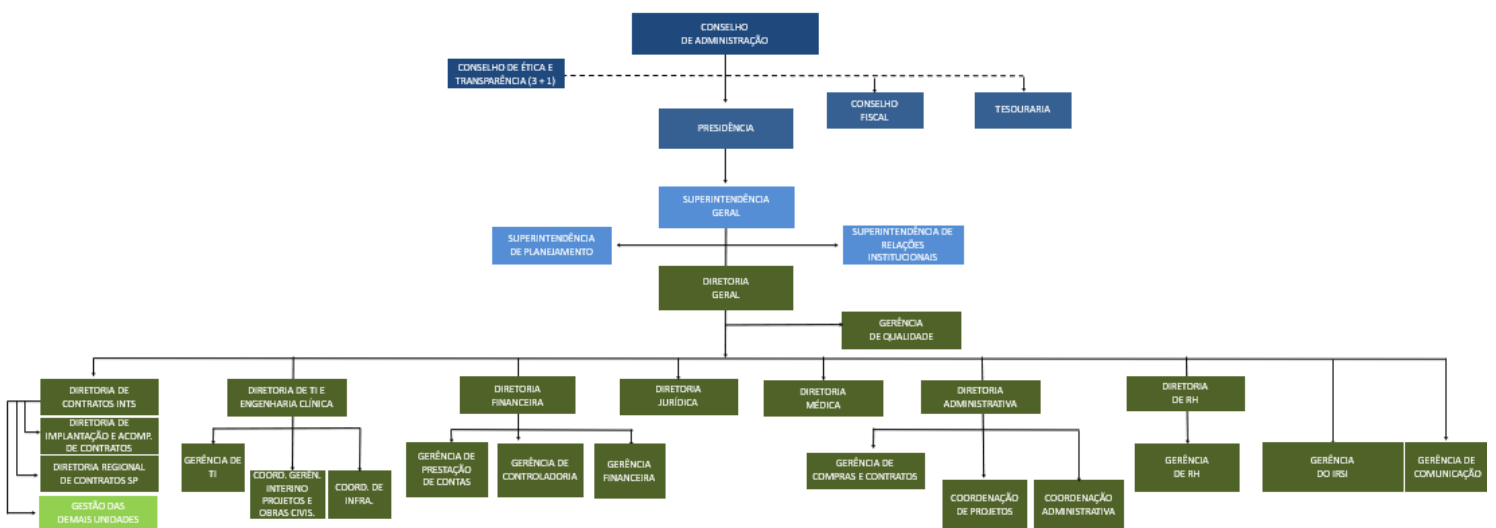 CONSELHO
DE ADMINISTRAÇÃO
CONSELHO DE ÉTICA E
TRANSPARÊNCIA (3 + 1)
CONSELHO
FISCAL
TESOURARIA
PRESIDÊNCIA
SUPERINTENDÊNCIA
GERAL
SUPERINTENDÊNCIA
DE PLANEJAMENTO
SUPERINTENDÊNCIA DE
RELAÇÕES
INSTITUCIONAIS
DIRETORIA
GERAL
GERÊNCIA
DE QUALIDADE
DIRETORIA DE
CONTRATOS INTS
DIRETORIA DE TI E
ENGENHARIA CLÍNICA
DIRETORIA
FINANCEIRA
DIRETORIA
JURÍDICA
DIRETORIA
MÉDICA
DIRETORIA
ADMINISTRATIVA
DIRETORIA
DE RH
DIRETORIA DE
IMPLANTAÇÃO E ACOMP.
DE CONTRATOS
DIRETORIA REGIONAL
DE CONTRATOS SP
GESTÃO DAS
DEMAIS UNIDADES
GERÊNCIA DE
TI
COORD. GERÊN.
INTERINO
PROJETOS E
OBRAS CIVIS.
COORD. DE
INFRA.
GERÊNCIA DE
PRESTAÇÃO
DE CONTAS
GERÊNCIA DE
CONTROLADORIA
GERÊNCIA
FINANCEIRA
GERÊNCIA DE
COMPRAS E CONTRATOS
COORDENAÇÃO
DE PROJETOS
COORDENAÇÃO
ADMINISTRATIVA
GERÊNCIA
DE RH
GERÊNCIA
DO IRSI
GERÊNCIA DE
COMUNICAÇÃO